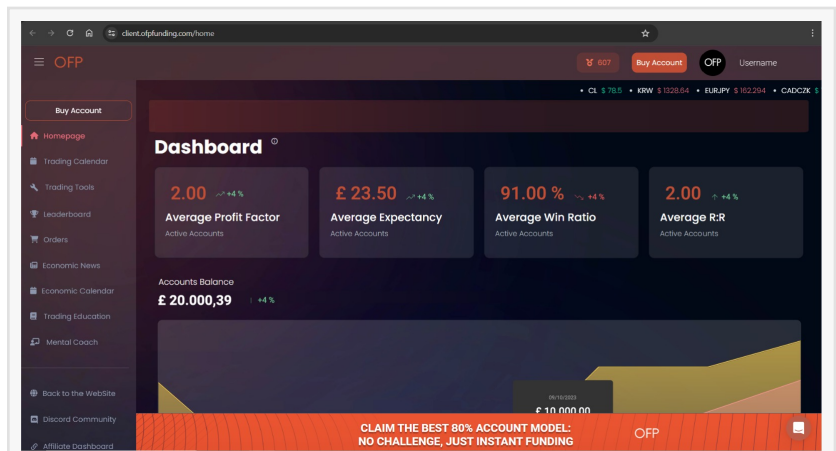 client.ofpfunding.com/home
OFP
607
Buy Account
OFP
Username
• CL $ 78.5 • KRW $ 1328.64 • EURJPY $ 162.294 • CADCZK $
Buy Account
Homepage
Trading Calendar
Trading Tools
Leaderboard
Orders
Economic News
Economic Calendar
Trading Education
Mental Coach
Back to the WebSite
Discord Community
Affiliate Dashboard
Dashboard
2.00 +4 %
Average Profit Factor
Active Accounts
£ 23.50 +4 %
Average Expectancy
Active Accounts
91.00 % +4 %
Average Win Ratio
Active Accounts
2.00 +4 %
Average R:R
Active Accounts
Accounts Balance
£ 20.000,39 +4 %
09/10/2023
£ 10,000.00
CLAIM THE BEST 80% ACCOUNT MODEL:
NO CHALLENGE, JUST INSTANT FUNDING
OFP